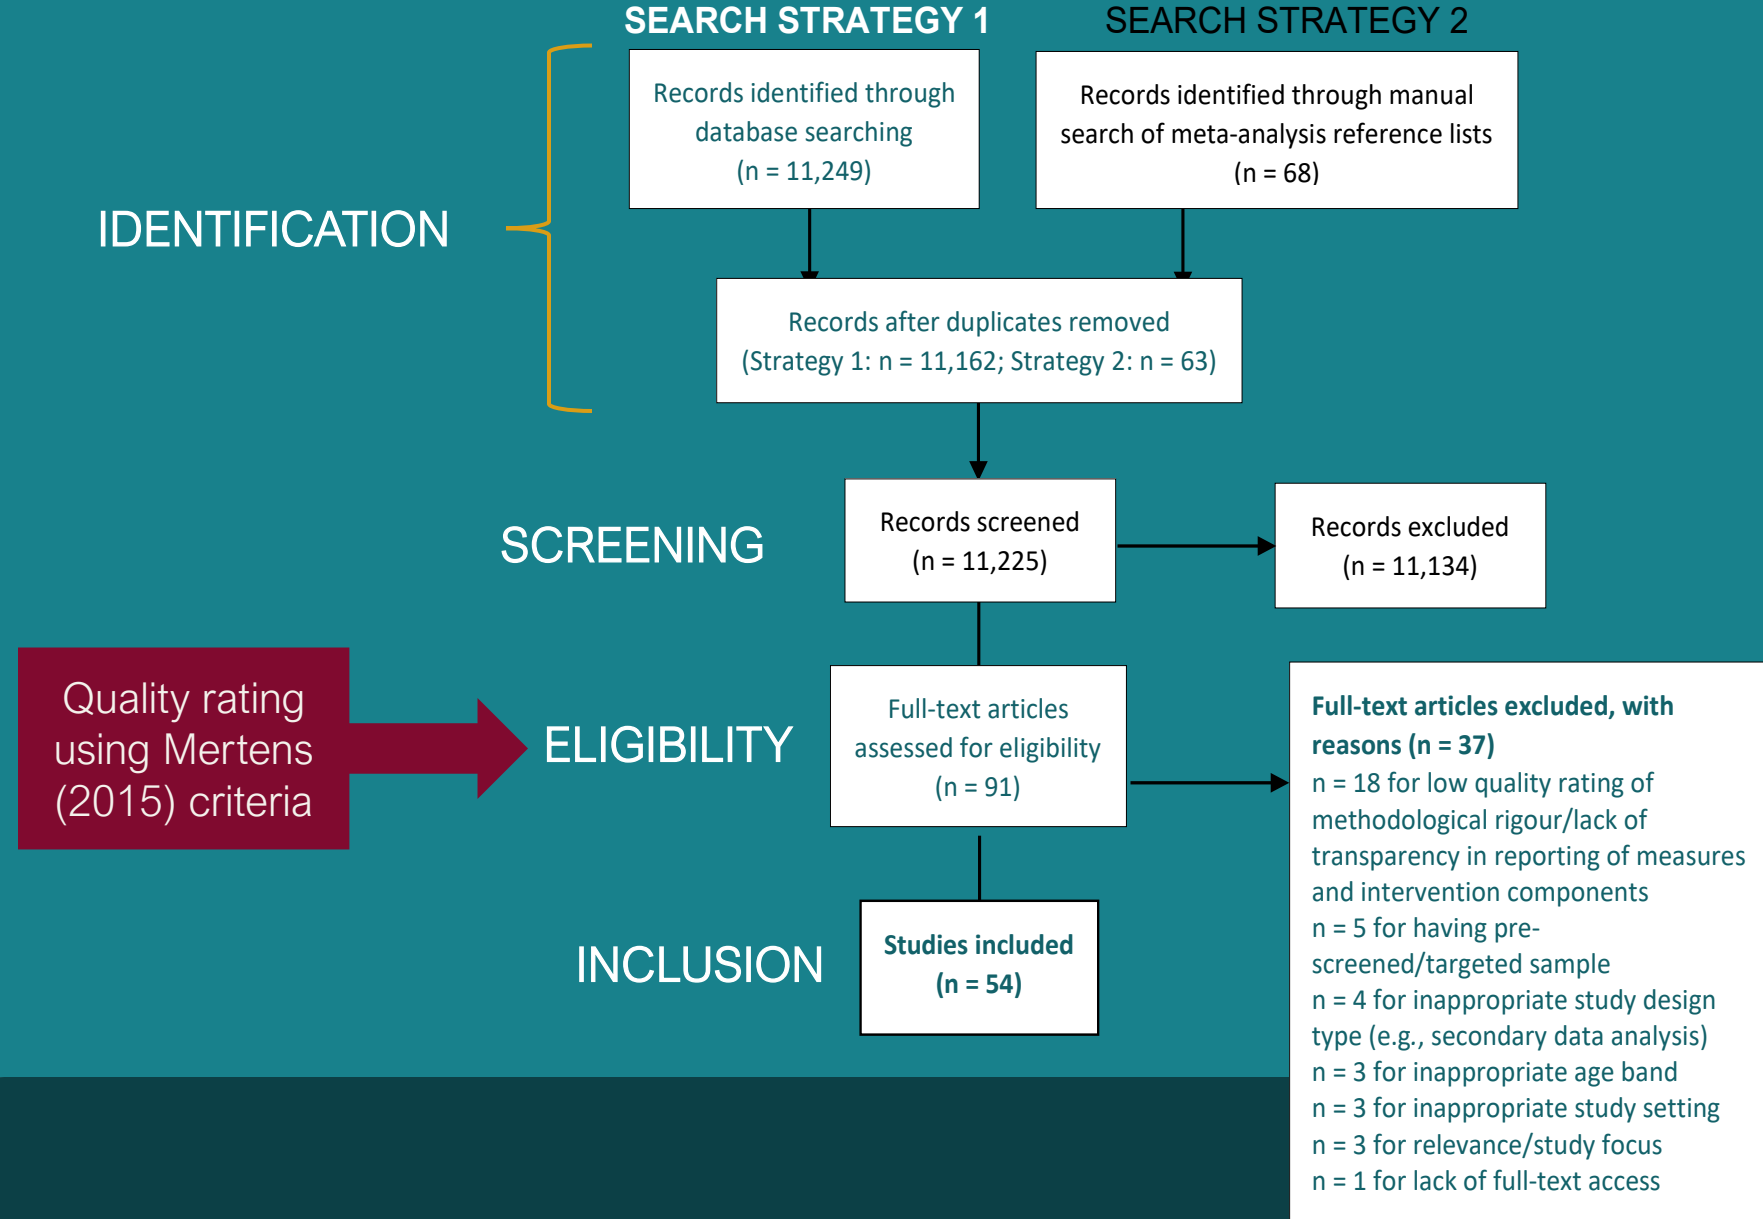 SEARCH STRATEGY 1
SEARCH STRATEGY 2
Records identified through
database searching
(n = 11,249)
Records identified through manual
search of meta-analysis reference lists
(n = 68)
IDENTIFICATION
Records after duplicates removed
(Strategy 1: n = 11,162; Strategy 2: n = 63)
SCREENING
Records screened
(n = 11,225)
Records excluded
(n = 11,134)
Quality rating
using Mertens
(2015) criteria
ELIGIBILITY
Full-text articles
assessed for eligibility
(n = 91)
Full-text articles excluded, with
reasons (n = 37)
n = 18 for low quality rating of
methodological rigour/lack of
transparency in reporting of measures
and intervention components
n = 5 for having pre-
screened/targeted sample
n = 4 for inappropriate study design
type (e.g., secondary data analysis)
n = 3 for inappropriate age band
n = 3 for inappropriate study setting
n = 3 for relevance/study focus
n = 1 for lack of full-text access
INCLUSION
Studies included
(n = 54)